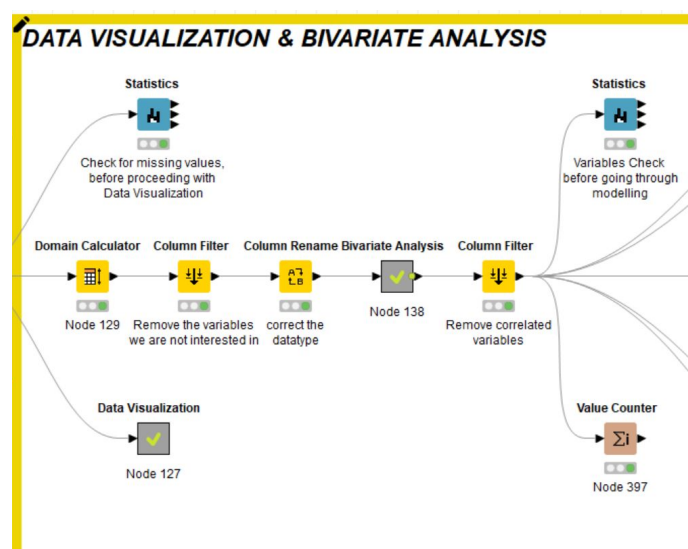 DATA VISUALIZATION & BIVARIATE ANALYSIS
Statistics
Check for missing values,
before proceeding with
Data Visualization
Statistics
Variables Check
before going through
modelling
Domain Calculator
Node 129
Column Filter
Remove the variables
we are not interested in
Column Rename
correct the
datatype
Bivariate Analysis
Node 138
Column Filter
Remove correlated
variables
Data Visualization
Node 127
Value Counter
Σi
Node 397